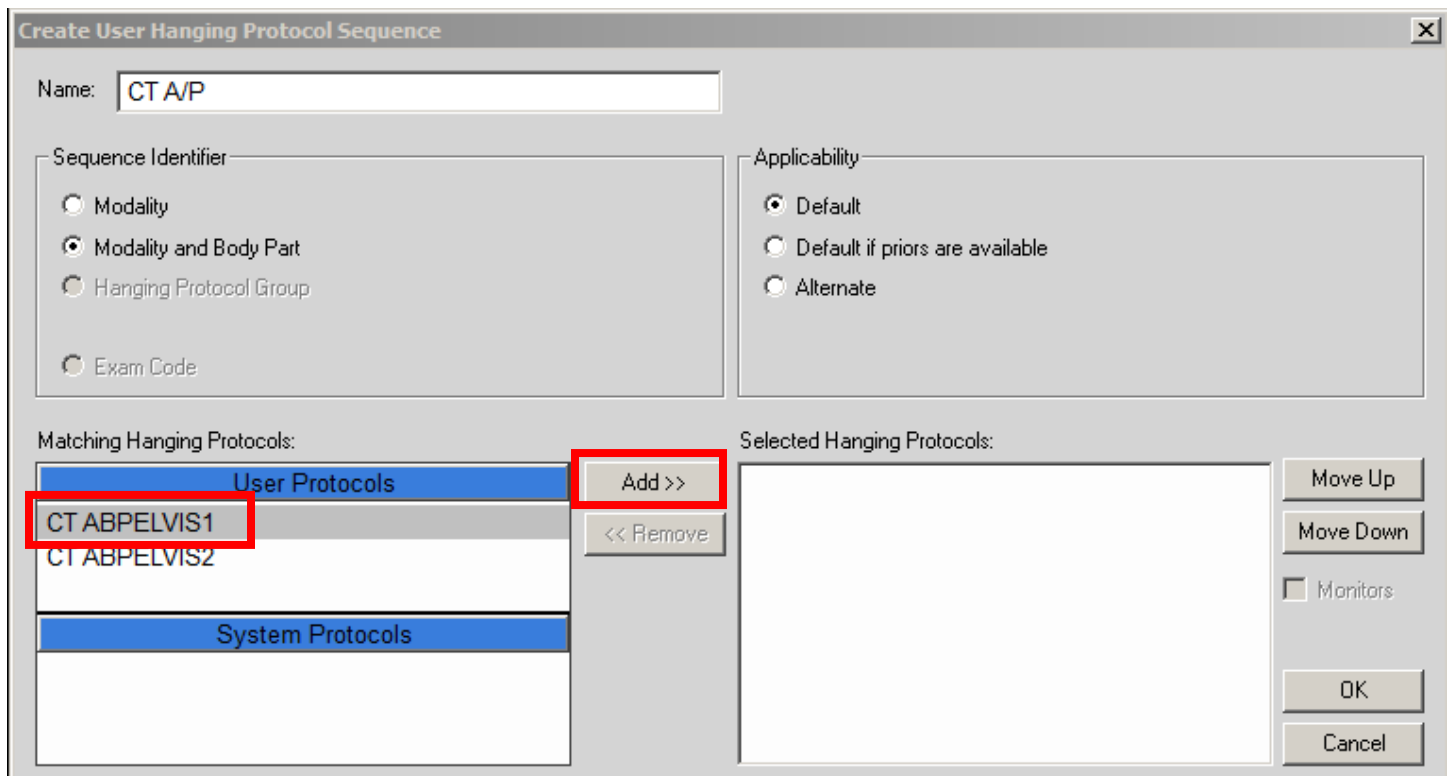 Create User Hanging Protocol Sequence
Name: CT A/P
Sequence Identifier
Modality
Modality and Body Part
Hanging Protocol Group
Exam Code
Applicability
Default
Default if priors are available
Alternate
Matching Hanging Protocols:
User Protocols
CT ABPELVIS1
CT ABPELVIS2
System Protocols
Add >>
<< Remove
Selected Hanging Protocols:
Move Up
Move Down
Monitors
OK
Cancel